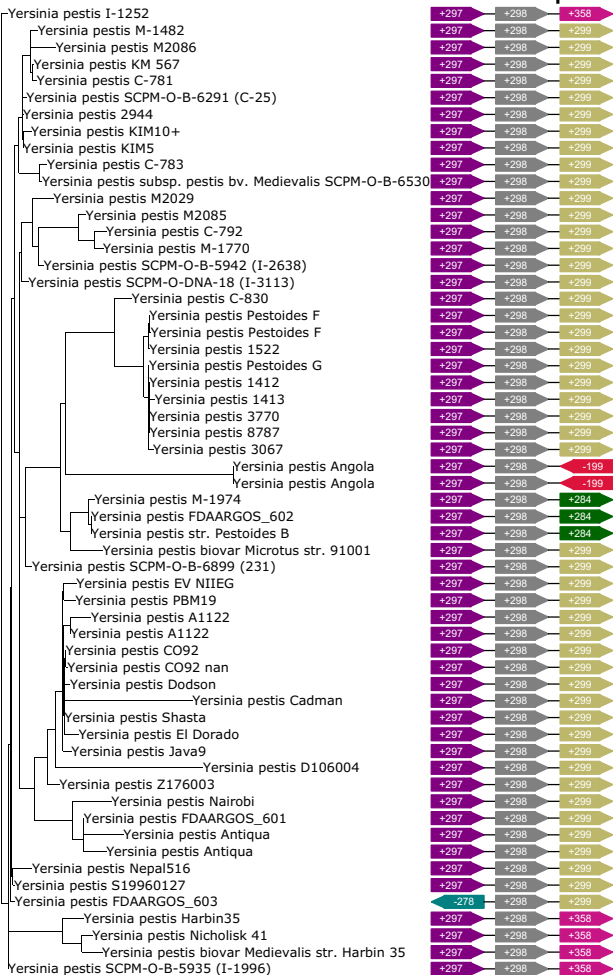 Yersinia pestis I-1252 +297 +298 +358
Yersinia pestis M-1482 +297 +298 +299
Yersinia pestis M2086 +297 +298 +299
Yersinia pestis KM 567 +297 +298 +299
Yersinia pestis C-781 +297 +298 +299
Yersinia pestis SCPM-O-B-6291 (C-25) +297 +298 +299
Yersinia pestis 2944 +297 +298 +299
Yersinia pestis KIM10+ +297 +298 +299
Yersinia pestis KIM5 +297 +298 +299
Yersinia pestis C-783 +297 +298 +299
Yersinia pestis subsp. pestis bv. Medievalis SCPM-O-B-6530 +297 +298 +299
Yersinia pestis M2029 +297 +298 +299
Yersinia pestis M2085 +297 +298 +299
Yersinia pestis C-792 +297 +298 +299
Yersinia pestis M-1770 +297 +298 +299
Yersinia pestis SCPM-O-B-5942 (I-2638) +297 +298 +299
Yersinia pestis SCPM-O-DNA-18 (I-3113) +297 +298 +299
Yersinia pestis C-830 +297 +298 +299
Yersinia pestis Pestoides F +297 +298 +299
Yersinia pestis Pestoides F +297 +298 +299
Yersinia pestis 1522 +297 +298 +299
Yersinia pestis Pestoides G +297 +298 +299
Yersinia pestis 1412 +297 +298 +299
Yersinia pestis 1413 +297 +298 +299
Yersinia pestis 3770 +297 +298 +299
Yersinia pestis 8787 +297 +298 +299
Yersinia pestis 3067 +297 +298 +299
Yersinia pestis Angola +297 +298 -199
Yersinia pestis Angola +297 +298 -199
Yersinia pestis M-1974 +297 +298 +284
Yersinia pestis FDAARGOS_602 +297 +298 +284
Yersinia pestis str. Pestoides B +297 +298 +284
Yersinia pestis biovar Microtus str. 91001 +297 +298 +299
Yersinia pestis SCPM-O-B-6899 (231) +297 +298 +299
Yersinia pestis EV NIIEG +297 +298 +299
Yersinia pestis PBM19 +297 +298 +299
Yersinia pestis A1122 +297 +298 +299
Yersinia pestis A1122 +297 +298 +299
Yersinia pestis CO92 +297 +298 +299
Yersinia pestis CO92 nan +297 +298 +299
Yersinia pestis Dodson +297 +298 +299
Yersinia pestis Cadman +297 +298 +299
Yersinia pestis Shasta +297 +298 +299
Yersinia pestis El Dorado +297 +298 +299
Yersinia pestis Java9 +297 +298 +299
Yersinia pestis D106004 +297 +298 +299
Yersinia pestis Z176003 +297 +298 +299
Yersinia pestis Nairobi +297 +298 +299
Yersinia pestis FDAARGOS_601 +297 +298 +299
Yersinia pestis Antiqua +297 +298 +299
Yersinia pestis Antiqua +297 +298 +299
Yersinia pestis Nepal516 +297 +298 +299
Yersinia pestis S19960127 +297 +298 +299
Yersinia pestis FDAARGOS_603 -278 +298 +299
Yersinia pestis Harbin35 +297 +298 +358
Yersinia pestis Nicholisk 41 +297 +298 +358
Yersinia pestis biovar Medievalis str. Harbin 35 +297 +298 +358
Yersinia pestis SCPM-O-B-5935 (I-1996) +297 +298 +358